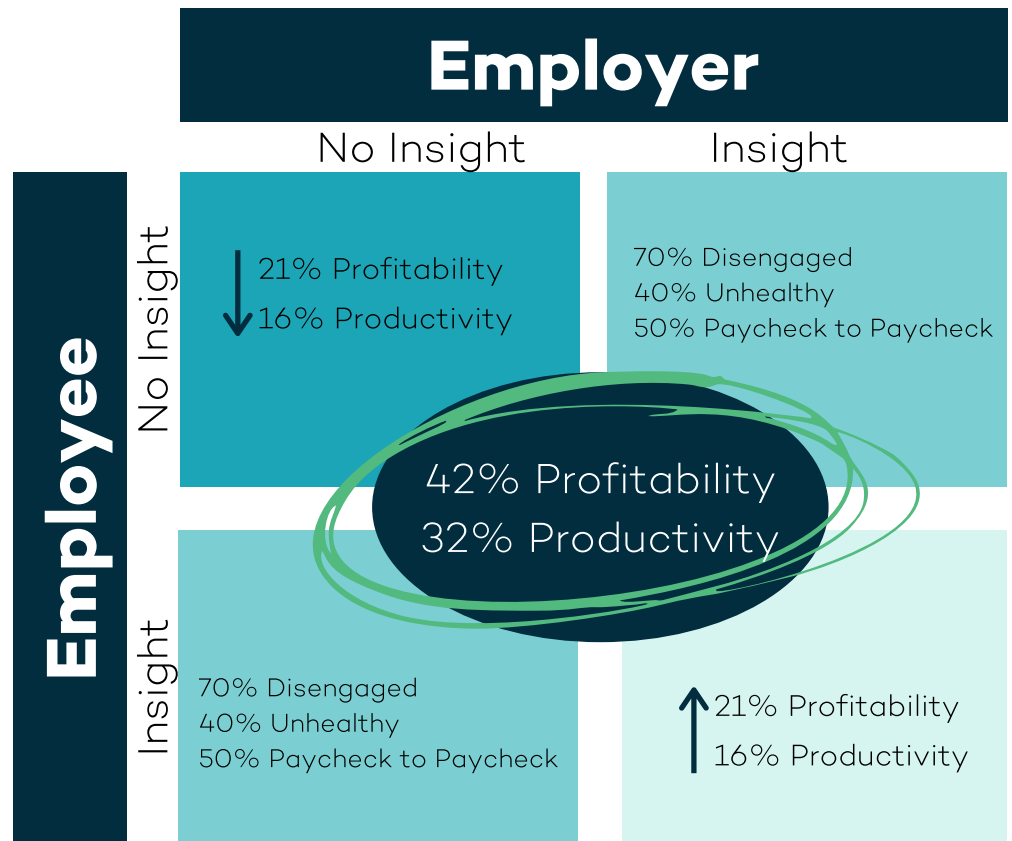 Employer
No Insight
Insight
Employee
No Insight
21% Profitability
16% Productivity
70% Disengaged
40% Unhealthy
50% Paycheck to Paycheck
42% Profitability
32% Productivity
Insight
70% Disengaged
40% Unhealthy
50% Paycheck to Paycheck
21% Profitability
16% Productivity